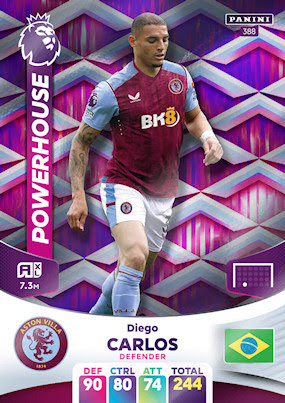 PANINI
388
POWERHOUSE
BK8
7.3M
XL
ASTON VILLA
1874
Diego
CARLOS
DEFENDER
DEF CTRL ATT TOTAL
90 80 74 244